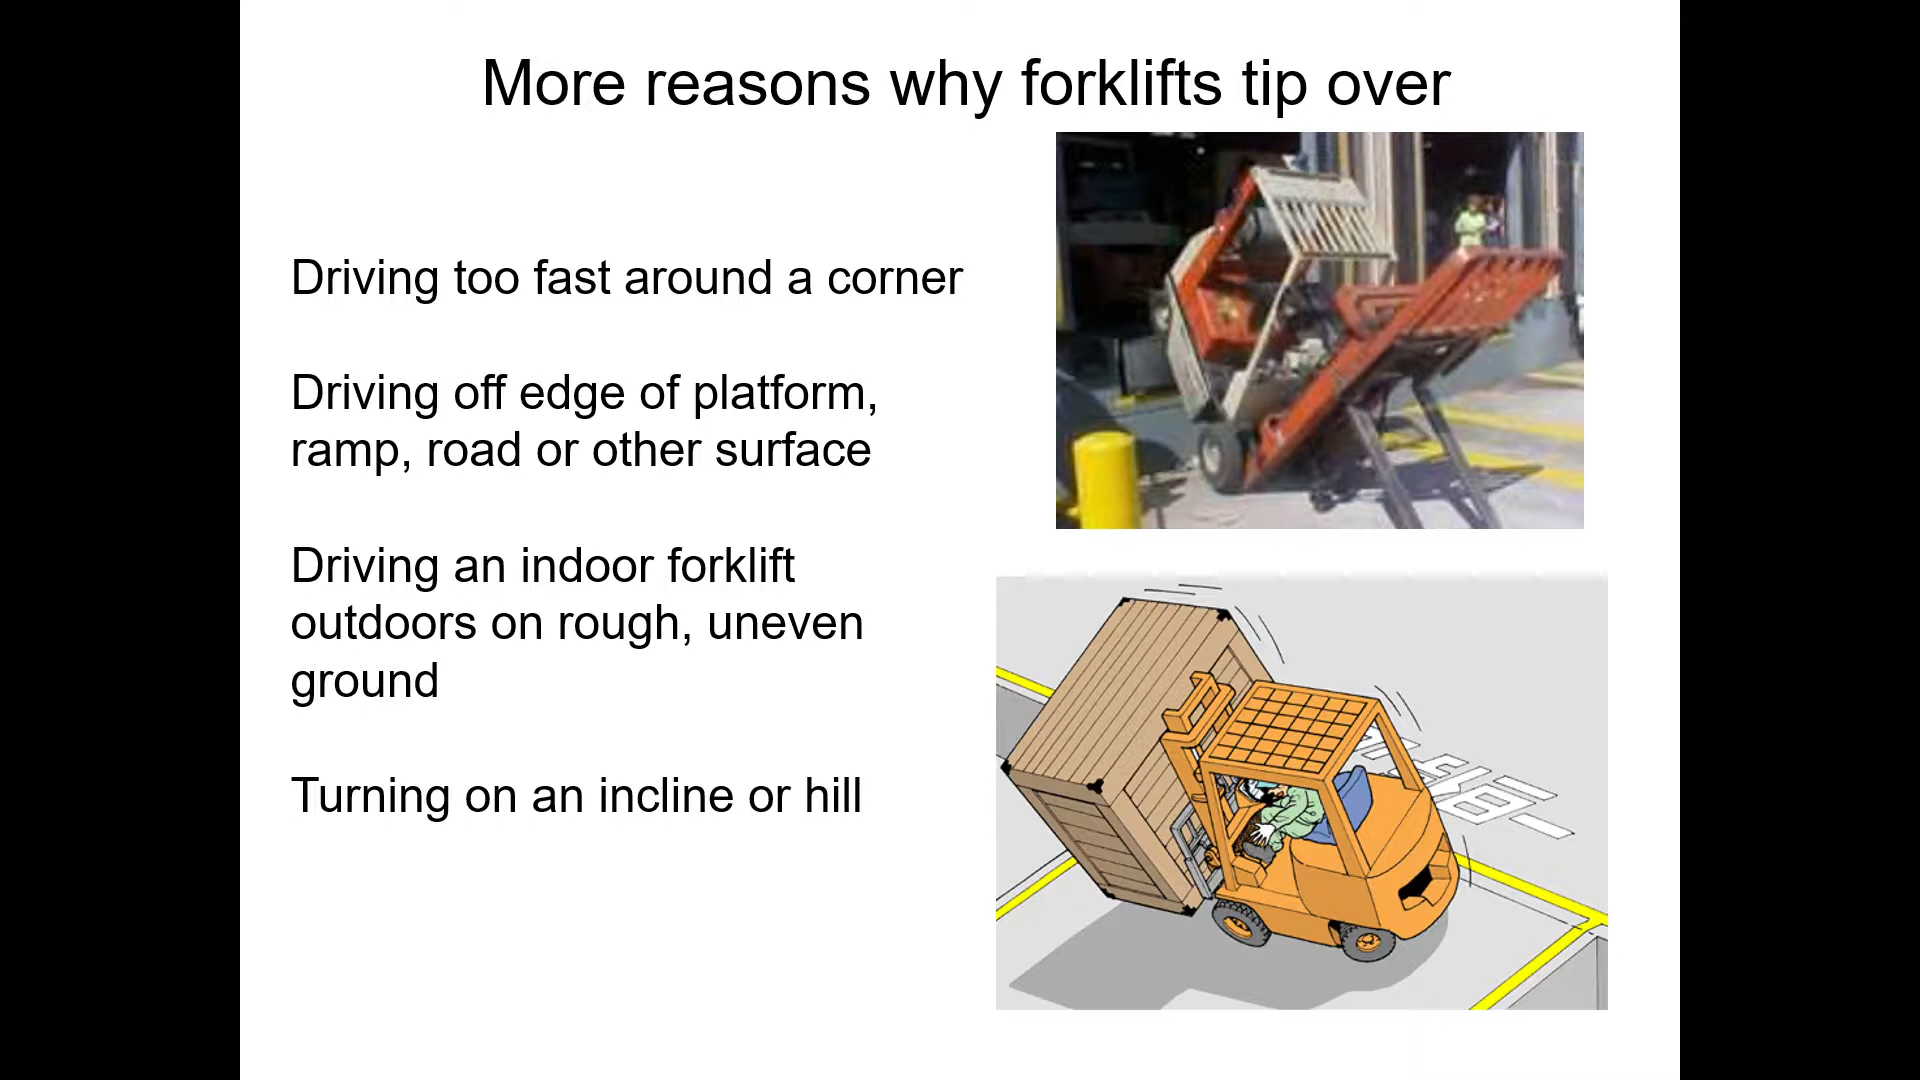 More reasons why forklifts tip over
Driving too fast around a corner
Driving off edge of platform,
ramp, road or other surface
Driving an indoor forklift
outdoors on rough, uneven
ground
Turning on an incline or hill